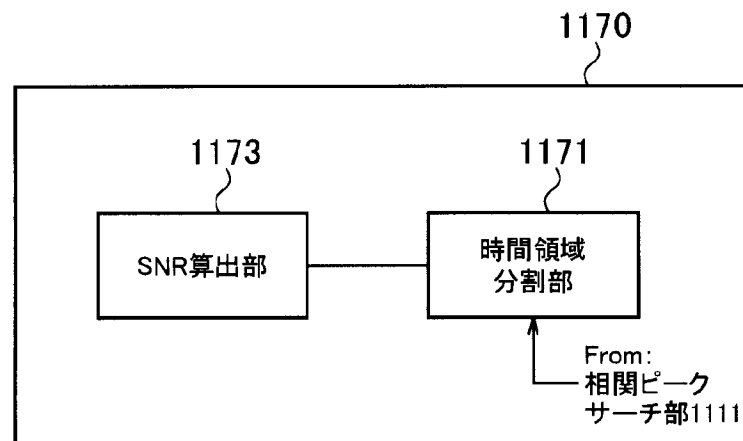 1170
1173
1171
SNR算出部
時間領域
分割部
From:
相関ピーク
サーチ部1111